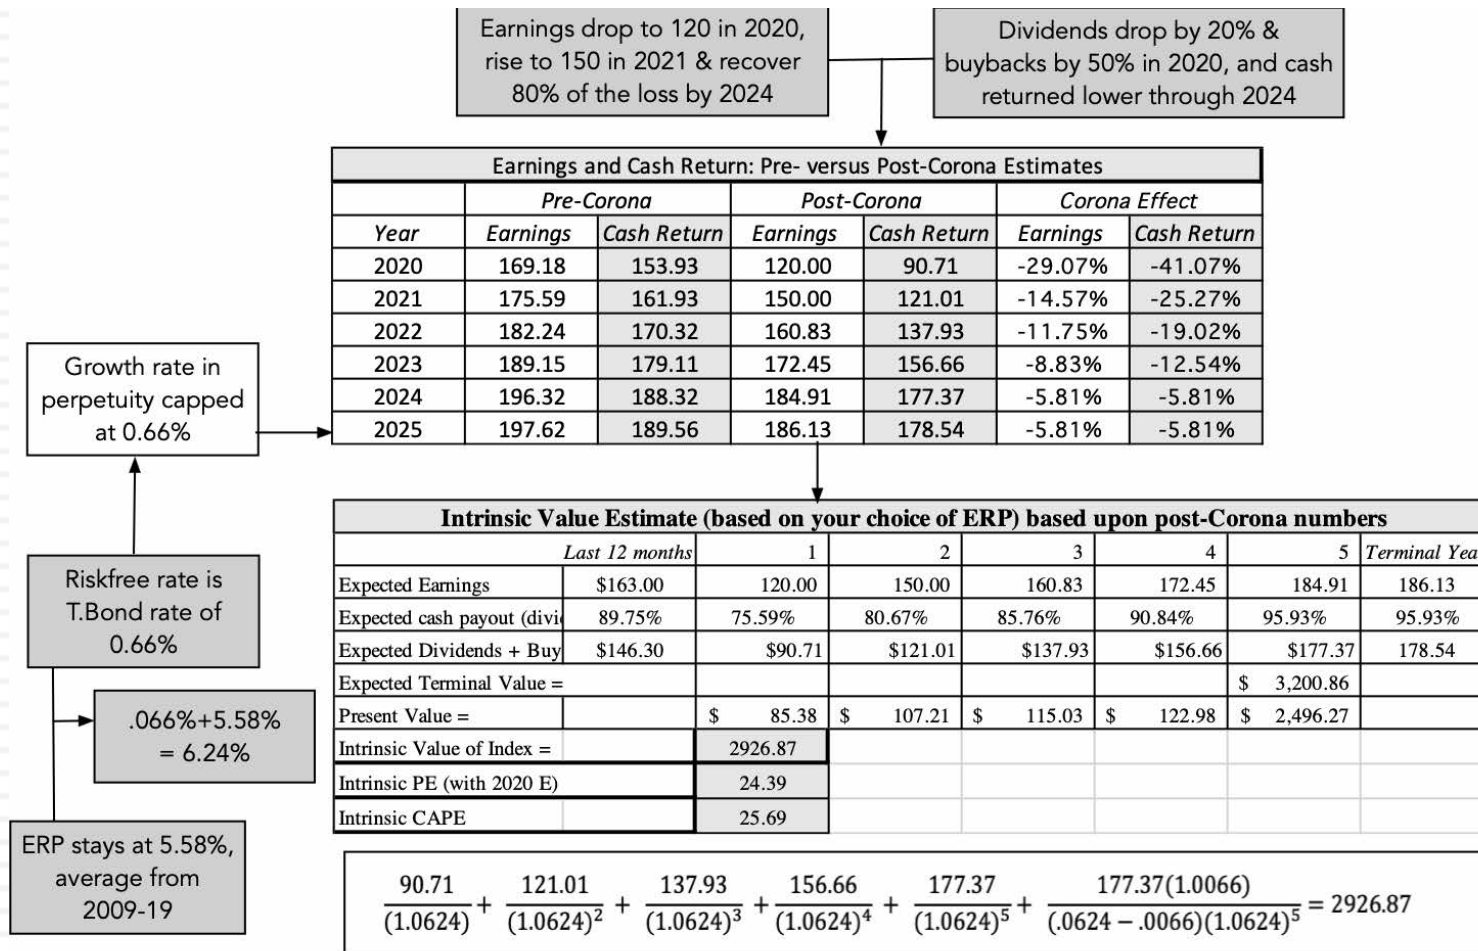 Earnings drop to 120 in 2020,
rise to 150 in 2021 & recover
80% of the loss by 2024
Dividends drop by 20% &
buybacks by 50% in 2020, and cash
returned lower through 2024
Earnings and Cash Return: Pre- versus Post-Corona Estimates
Pre-Corona Post-Corona Corona Effect
Year Earnings Cash Return Earnings Cash Return Earnings Cash Return
2020 169.18 153.93 120.00 90.71 -29.07% -41.07%
2021 175.59 161.93 150.00 121.01 -14.57% -25.27%
2022 182.24 170.32 160.83 137.93 -11.75% -19.02%
2023 189.15 179.11 172.45 156.66 -8.83% -12.54%
2024 196.32 188.32 184.91 177.37 -5.81% -5.81%
2025 197.62 189.56 186.13 178.54 -5.81% -5.81%
Growth rate in
perpetuity capped
at 0.66%
Riskfree rate is
T.Bond rate of
0.66%
.066%+5.58%
= 6.24%
ERP stays at 5.58%,
average from
2009-19
Intrinsic Value Estimate (based on your choice of ERP) based upon post-Corona numbers
Last 12 months 1 2 3 4 5 Terminal Yea
Expected Earnings $163.00 120.00 150.00 160.83 172.45 184.91 186.13
Expected cash payout (divi 89.75% 75.59% 80.67% 85.76% 90.84% 95.93% 95.93%
Expected Dividends + Buy $146.30 $90.71 $121.01 $137.93 $156.66 $177.37 178.54
Expected Terminal Value = $ 3,200.86
Present Value = $ 85.38 $ 107.21 $ 115.03 $ 122.98 $ 2,496.27
Intrinsic Value of Index = 2926.87
Intrinsic PE (with 2020 E) 24.39
Intrinsic CAPE 25.69
90.71 121.01 137.93 156.66 177.37 177.37(1.0066)
+ + + + + = 2926.87
(1.0624) (1.0624)² (1.0624)³ (1.0624)⁴ (1.0624)⁵ (.0624 − .0066)(1.0624)⁵